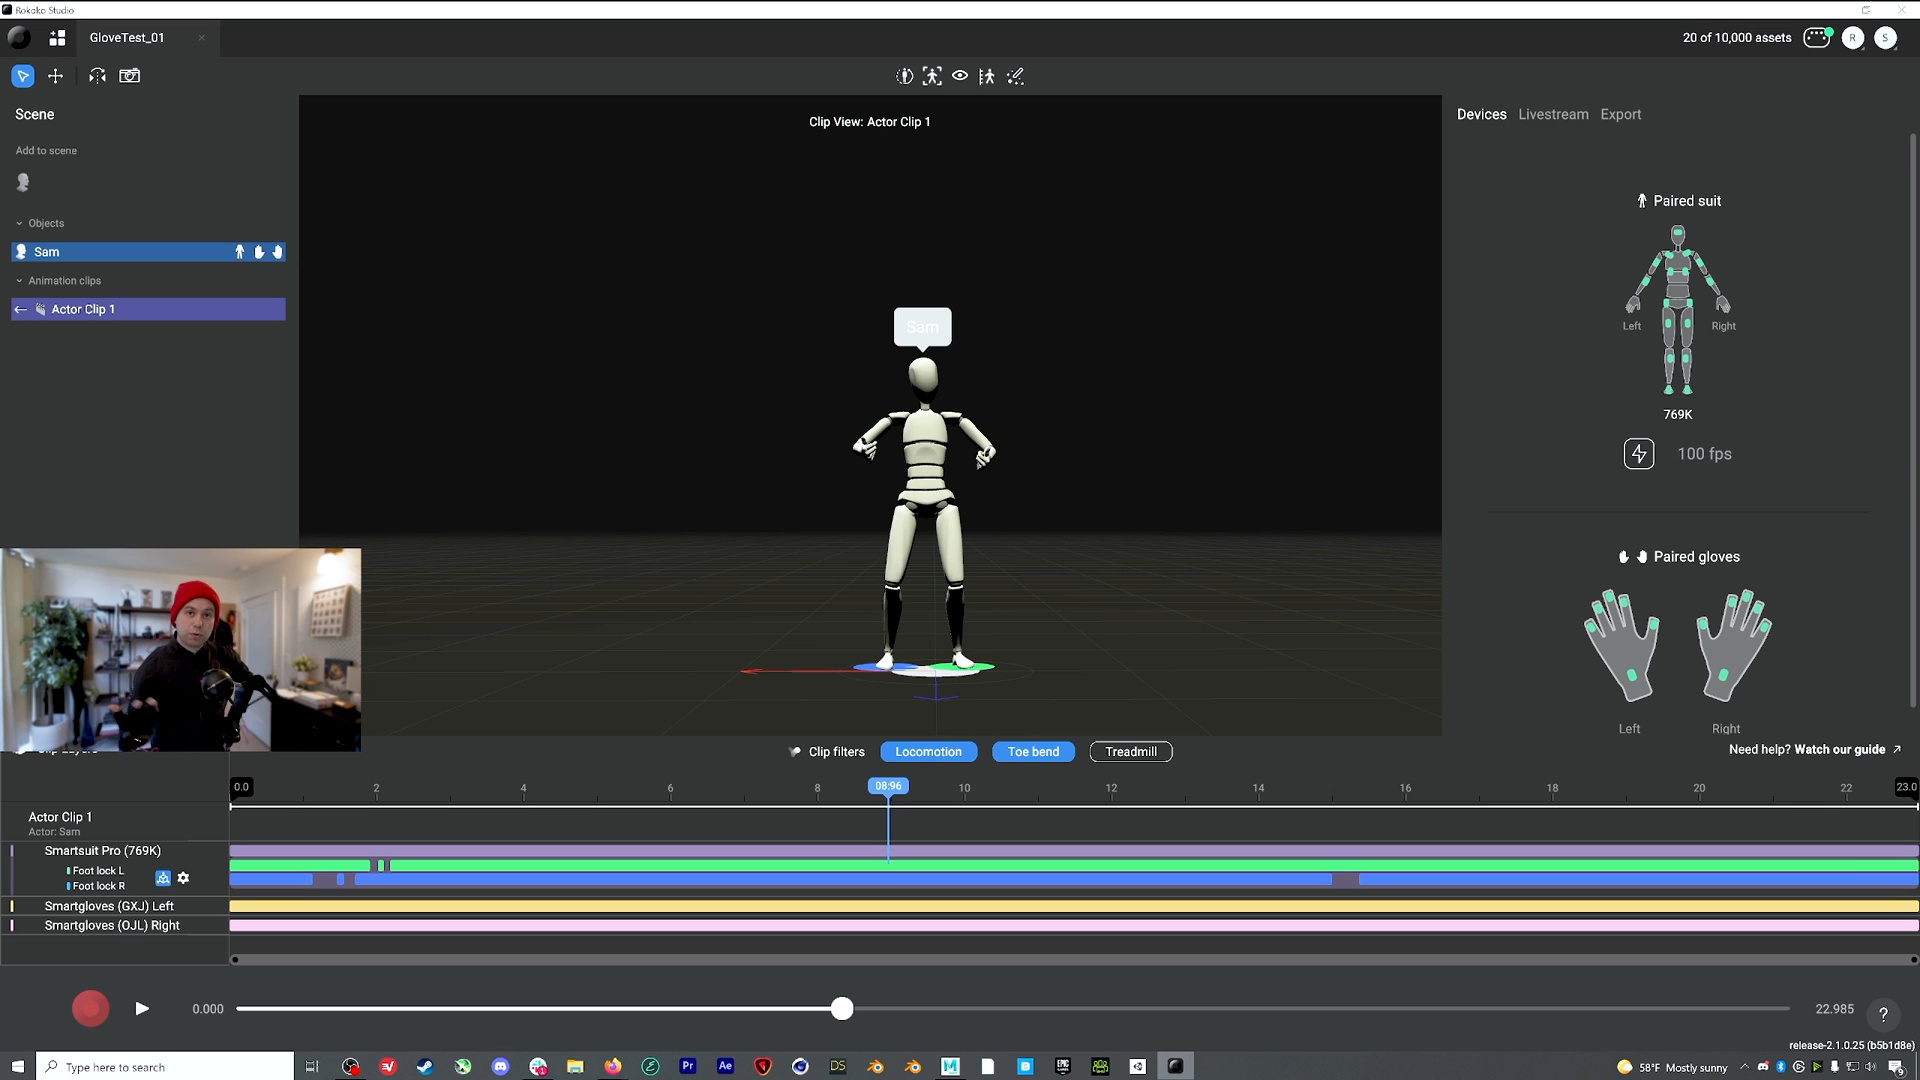 Rokoko Studio
GloveTest_01
20 of 10,000 assets
R
S
Scene
Add to scene
Objects
Sam
Animation clips
Actor Clip 1
Clip View: Actor Clip 1
Sam
Devices Livestream Export
Paired suit
Left Right
769K
100 fps
Paired gloves
Left Right
Need help? Watch our guide
Clip filters Locomotion Toe bend Treadmill
0.0 2 4 6 8 08:96 10 12 14 16 18 20 22 23.0
Actor Clip 1
Actor: Sam
Smartsuit Pro (769K)
Foot lock L
Foot lock R
Smartgloves (GXJ) Left
Smartgloves (OJL) Right
0.000
22.985
?
release-2.1.0.25 (b5b1d8e)
Type here to search
Pr
Ae
DS
M
EPIC
58°F Mostly sunny